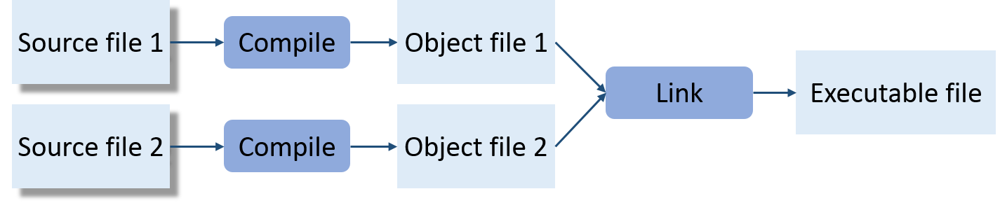 Source file 1
Compile
Object file 1
Link
Executable file
Source file 2
Compile
Object file 2